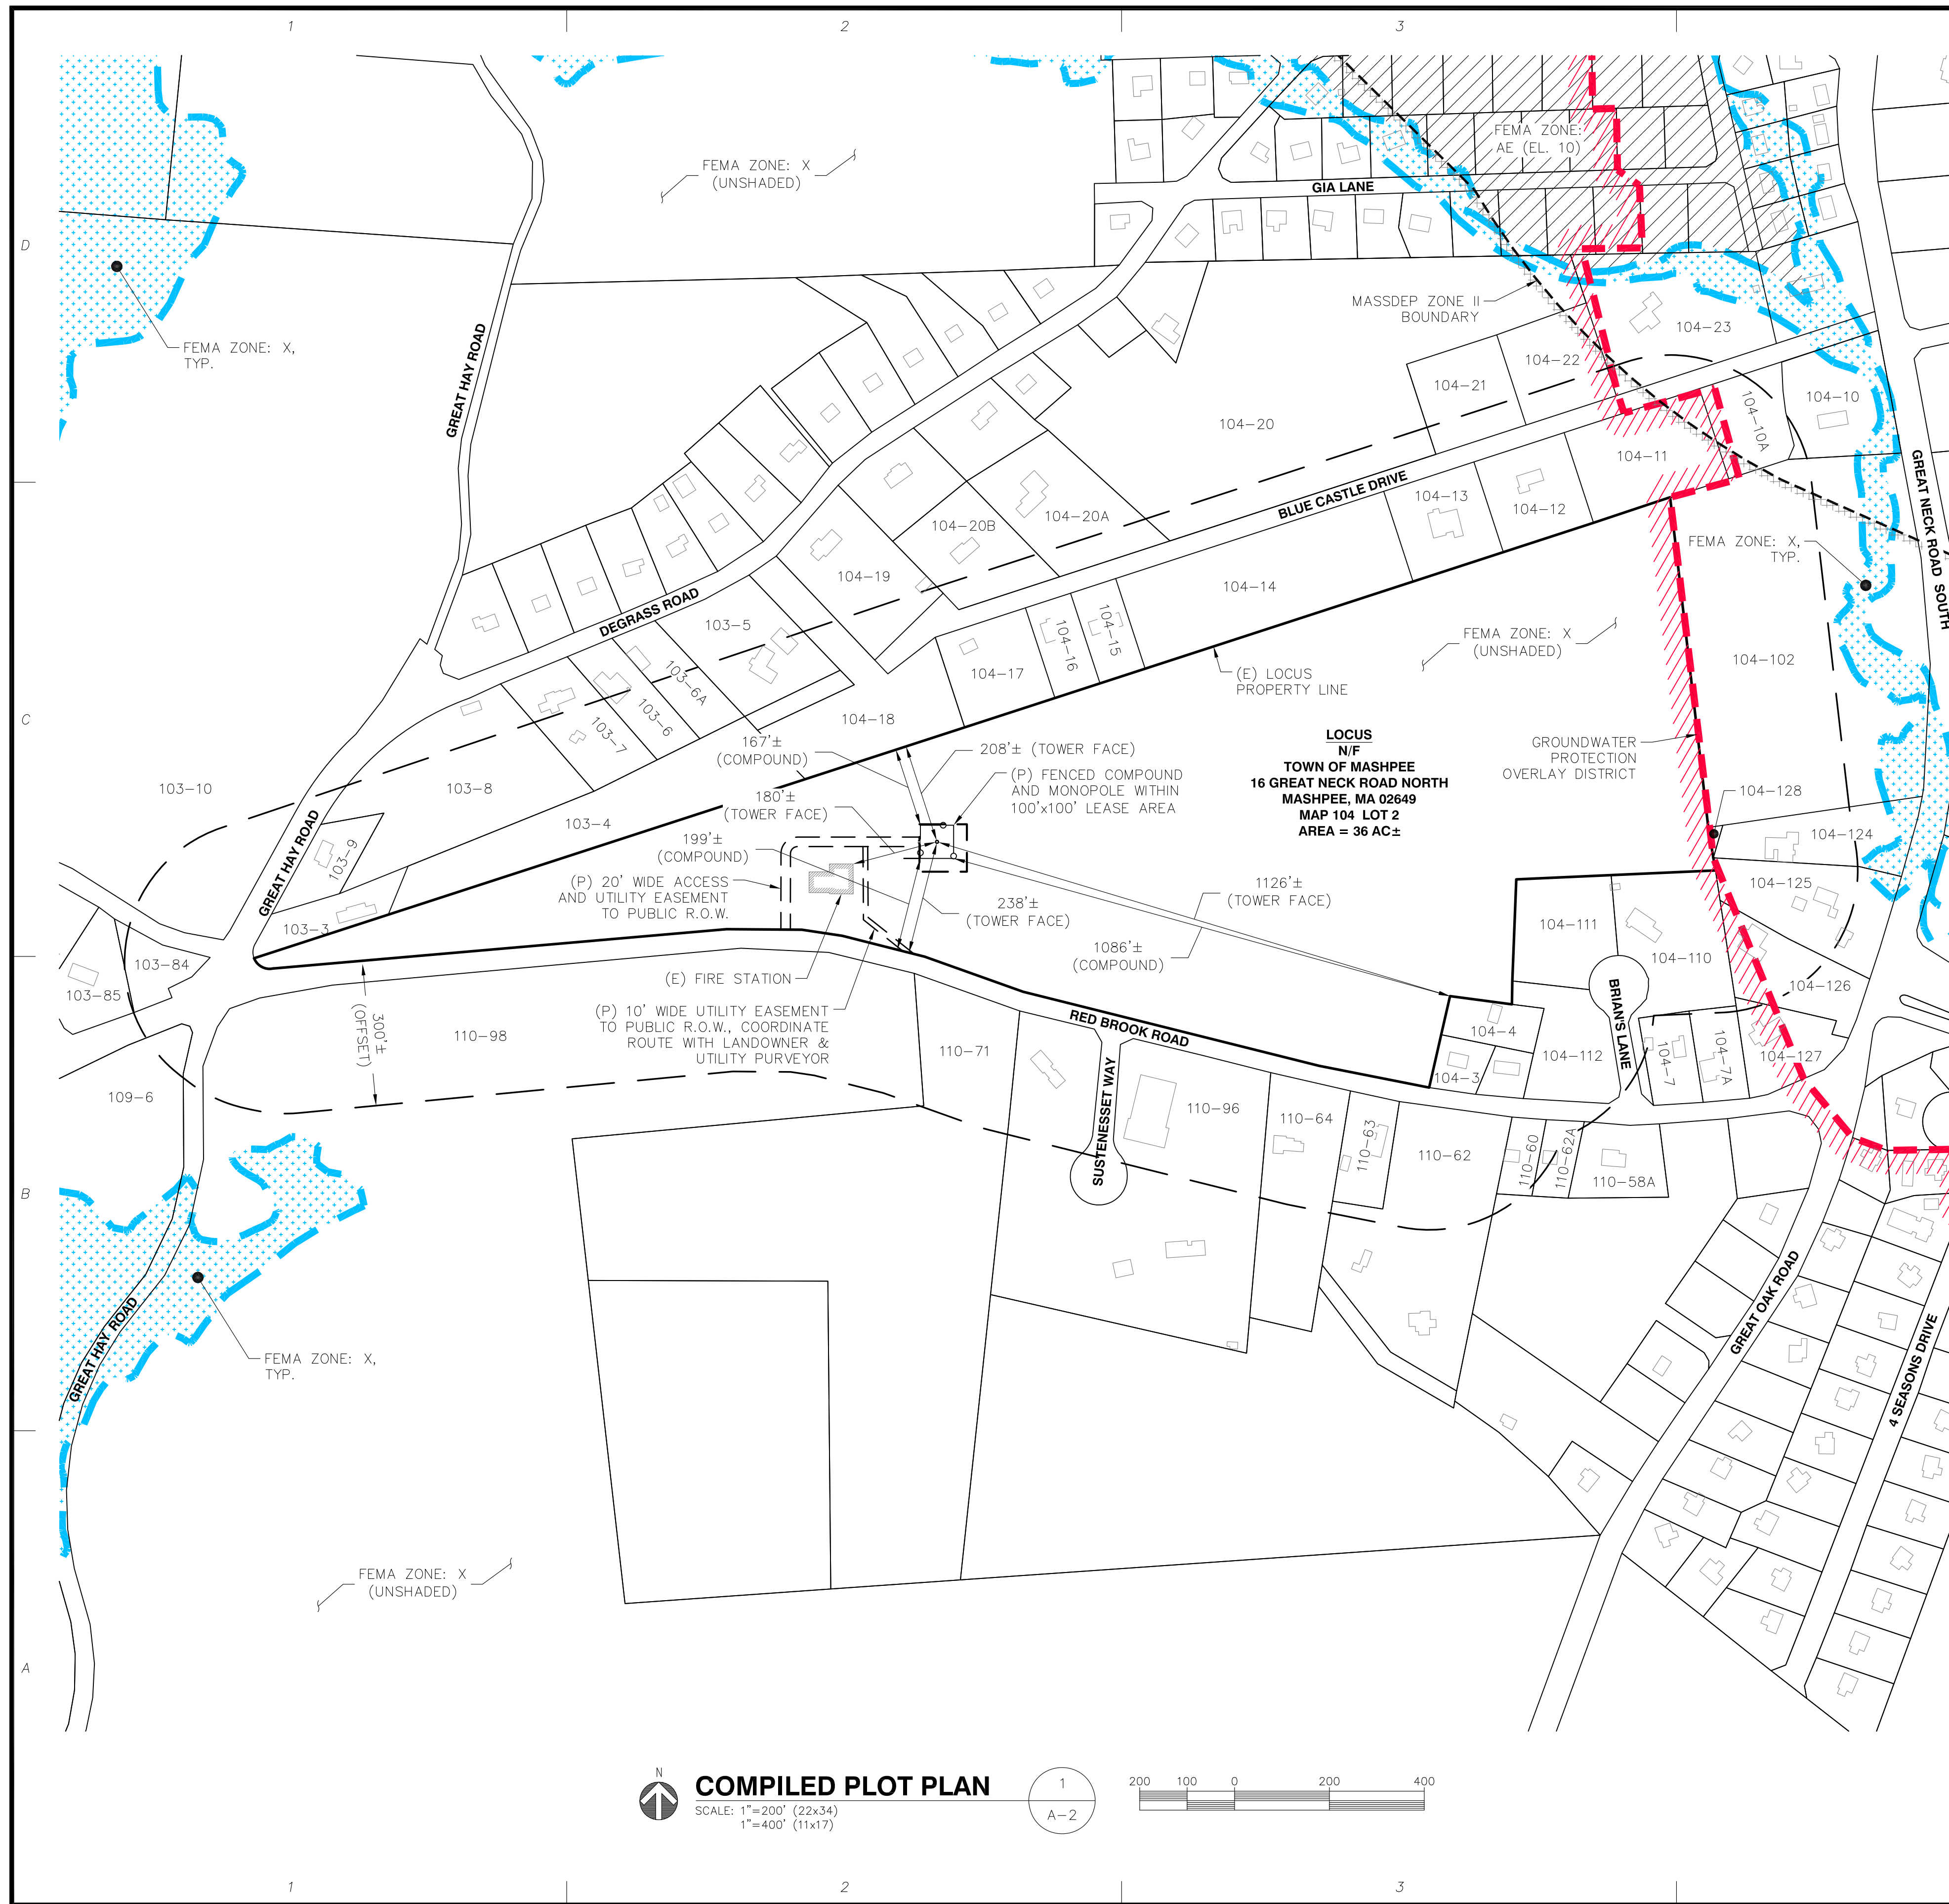 1
2
3
FEMA ZONE: X
(UNSHADED)
FEMA ZONE:
AE (EL. 10)
GIA LANE
D
MASSDEP ZONE II
BOUNDARY
104-23
FEMA ZONE: X,
TYP.
GREAT HAY ROAD
104-22
104-21
104-10
104-10A
104-20
104-11
GREAT NECK ROAD SOUTH
BLUE CASTLE DRIVE
104-13
104-12
104-20B
104-20A
FEMA ZONE: X,
TYP.
104-19
104-14
DEGRASS ROAD
103-5
104-15
104-16
FEMA ZONE: X
(UNSHADED)
104-102
104-17
(E) LOCUS
PROPERTY LINE
103-6A
103-6
103-7
104-18
C
167'±
(COMPOUND)
208'± (TOWER FACE)
LOCUS
N/F
TOWN OF MASHPEE
16 GREAT NECK ROAD NORTH
MASHPEE, MA 02649
MAP 104 LOT 2
AREA = 36 AC±
GROUNDWATER
PROTECTION
OVERLAY DISTRICT
(P) FENCED COMPOUND
AND MONOPOLE WITHIN
100'x100' LEASE AREA
103-10
103-8
180'±
(TOWER FACE)
104-128
103-4
104-124
199'±
(COMPOUND)
103-9
GREAT HAY ROAD
(P) 20' WIDE ACCESS
AND UTILITY EASEMENT
TO PUBLIC R.O.W.
1126'±
(TOWER FACE)
104-125
238'±
(TOWER FACE)
103-3
104-111
1086'±
(COMPOUND)
104-110
103-84
(E) FIRE STATION
104-126
103-85
BRIAN'S LANE
(P) 10' WIDE UTILITY EASEMENT
TO PUBLIC R.O.W., COORDINATE
ROUTE WITH LANDOWNER &
UTILITY PURVEYOR
300'±
(OFFSET)
RED BROOK ROAD
104-4
110-98
110-71
104-112
104-7
104-7A
104-127
104-3
109-6
110-96
110-64
110-63
SUSTENESSET WAY
110-62
110-60
110-62A
110-58A
B
GREAT OAK ROAD
GREAT HAY ROAD
4 SEASONS DRIVE
FEMA ZONE: X,
TYP.
FEMA ZONE: X
(UNSHADED)
A
N
COMPILED PLOT PLAN
SCALE: 1"=200' (22x34)
1"=400' (11x17)
1
A-2
200 100 0 200 400
1
2
3